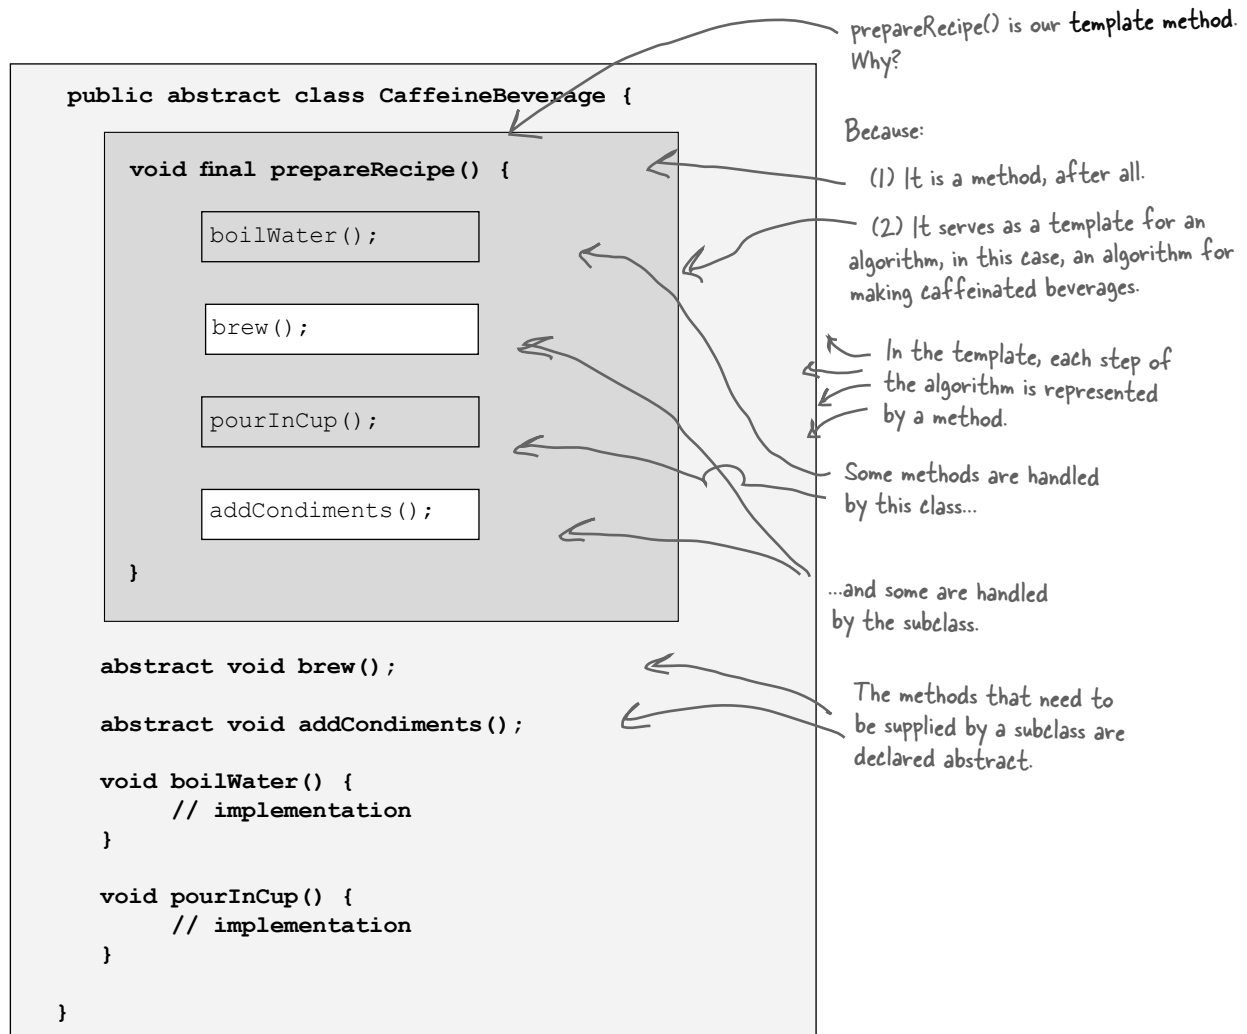 prepareRecipe() is our template method.
Why?
public abstract class CaffeineBeverage {
Because:
void final prepareRecipe() {
(1) It is a method, after all.
boilWater();
(2) It serves as a template for an
algorithm, in this case, an algorithm for
making caffeinated beverages.
brew();
In the template, each step of
the algorithm is represented
by a method.
pourInCup();
Some methods are handled
by this class...
addCondiments();
}
...and some are handled
by the subclass.
abstract void brew();
The methods that need to
be supplied by a subclass are
declared abstract.
abstract void addCondiments();
void boilWater() {
// implementation
}
void pourInCup() {
// implementation
}
}